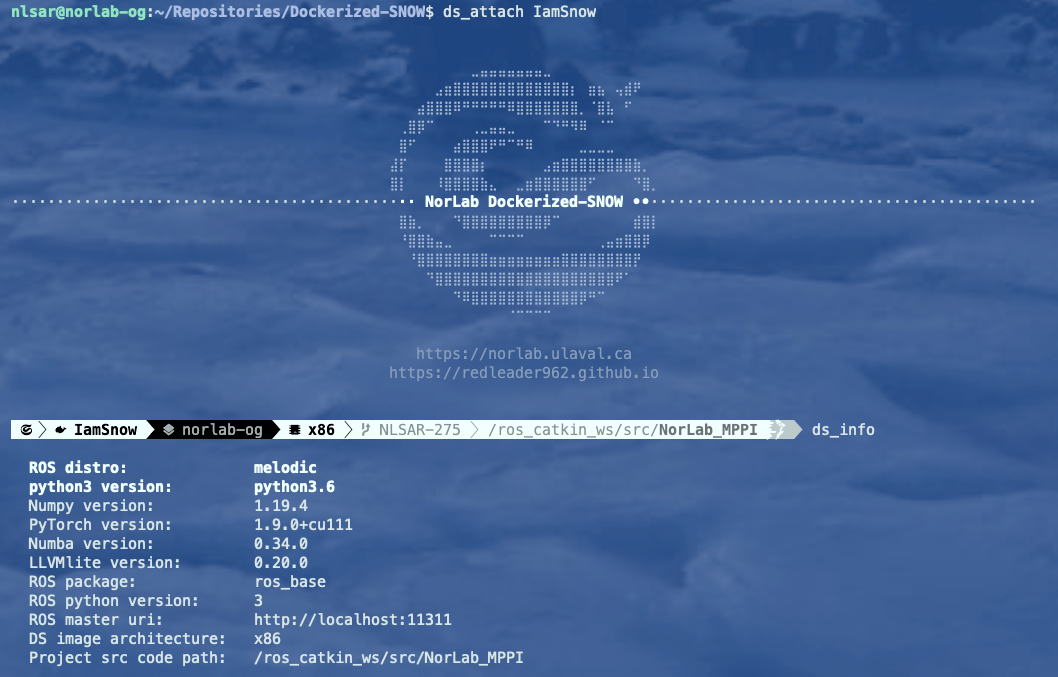 nlsar@norlab-og:~/Repositories/Dockerized-SNOW$ ds_attach IamSnow
NorLab Dockerized-SNOW
https://norlab.ulaval.ca
https://redleader962.github.io
IamSnow norlab-og x86 NLSAR-275 /ros_catkin_ws/src/NorLab_MPPI ds_info
ROS distro: melodic
python3 version: python3.6
Numpy version: 1.19.4
PyTorch version: 1.9.0+cu111
Numba version: 0.34.0
LLVMlite version: 0.20.0
ROS package: ros_base
ROS python version: 3
ROS master uri: http://localhost:11311
DS image architecture: x86
Project src code path: /ros_catkin_ws/src/NorLab_MPPI